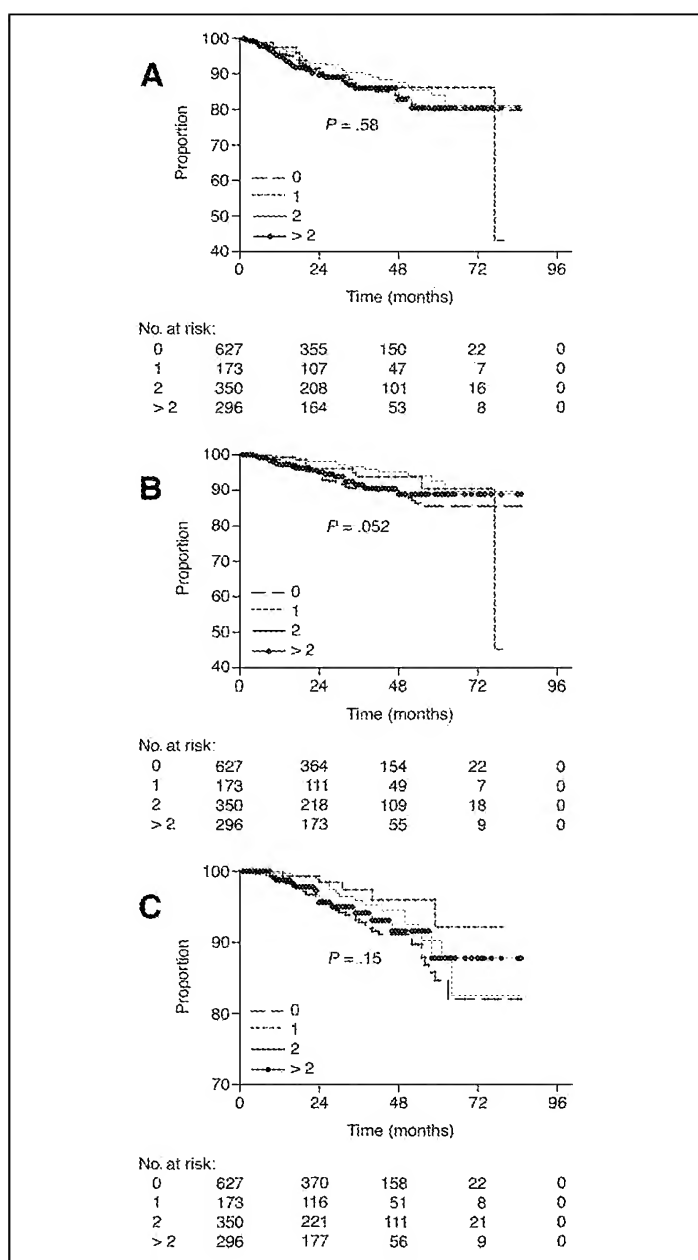 A
100
90
80
70
60
50
40
Proportion
P = .58
0
1
2
> 2
0 24 48 72 96
Time (months)
No. at risk:
0 627 355 150 22 0
1 173 107 47 7 0
2 350 208 101 16 0
> 2 296 164 53 8 0
B
100
90
80
70
60
50
40
Proportion
P = .052
0
1
2
> 2
0 24 48 72 96
Time (months)
No. at risk:
0 627 364 154 22 0
1 173 111 49 7 0
2 350 218 109 18 0
> 2 296 173 55 9 0
C
100
90
80
70
Proportion
P = .15
0
1
2
> 2
0 24 48 72 96
Time (months)
No. at risk:
0 627 370 158 22 0
1 173 116 51 8 0
2 350 221 111 21 0
> 2 296 177 56 9 0